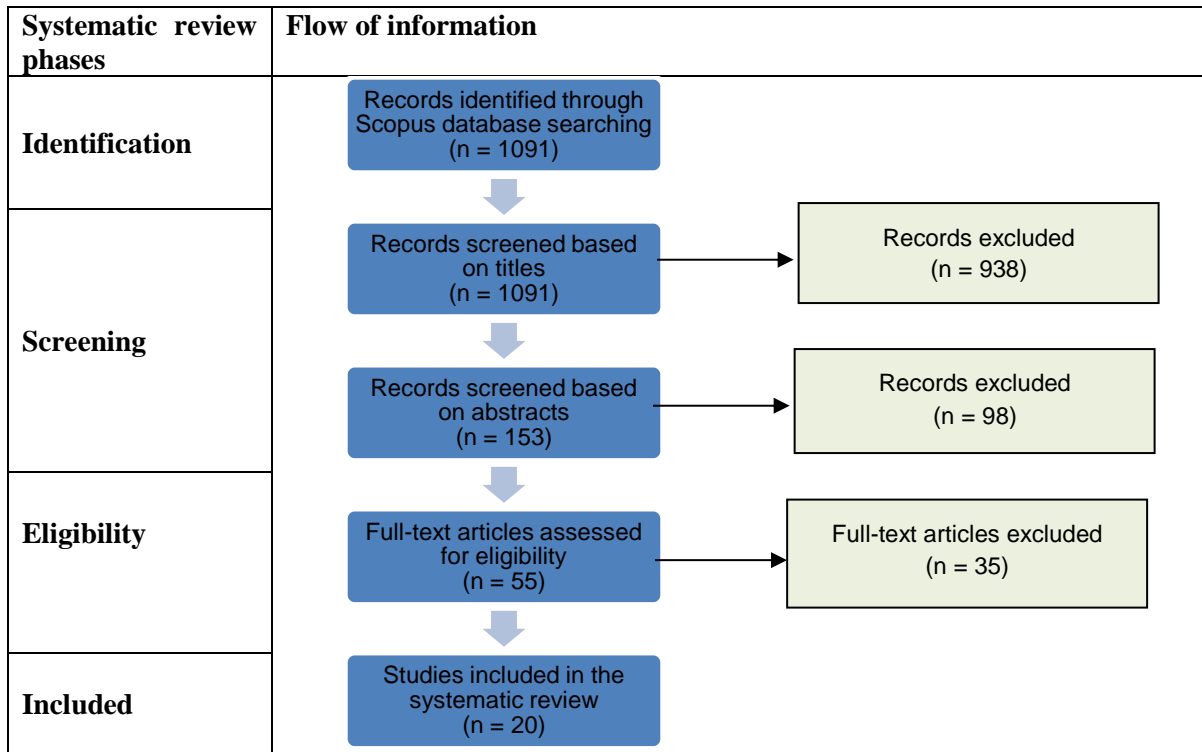 Systematic review
phases
Flow of information
Identification
Records identified through
Scopus database searching
(n = 1091)
Screening
Records screened based
on titles
(n = 1091)
Records excluded
(n = 938)
Records screened based
on abstracts
(n = 153)
Records excluded
(n = 98)
Eligibility
Full-text articles assessed
for eligibility
(n = 55)
Full-text articles excluded
(n = 35)
Included
Studies included in the
systematic review
(n = 20)